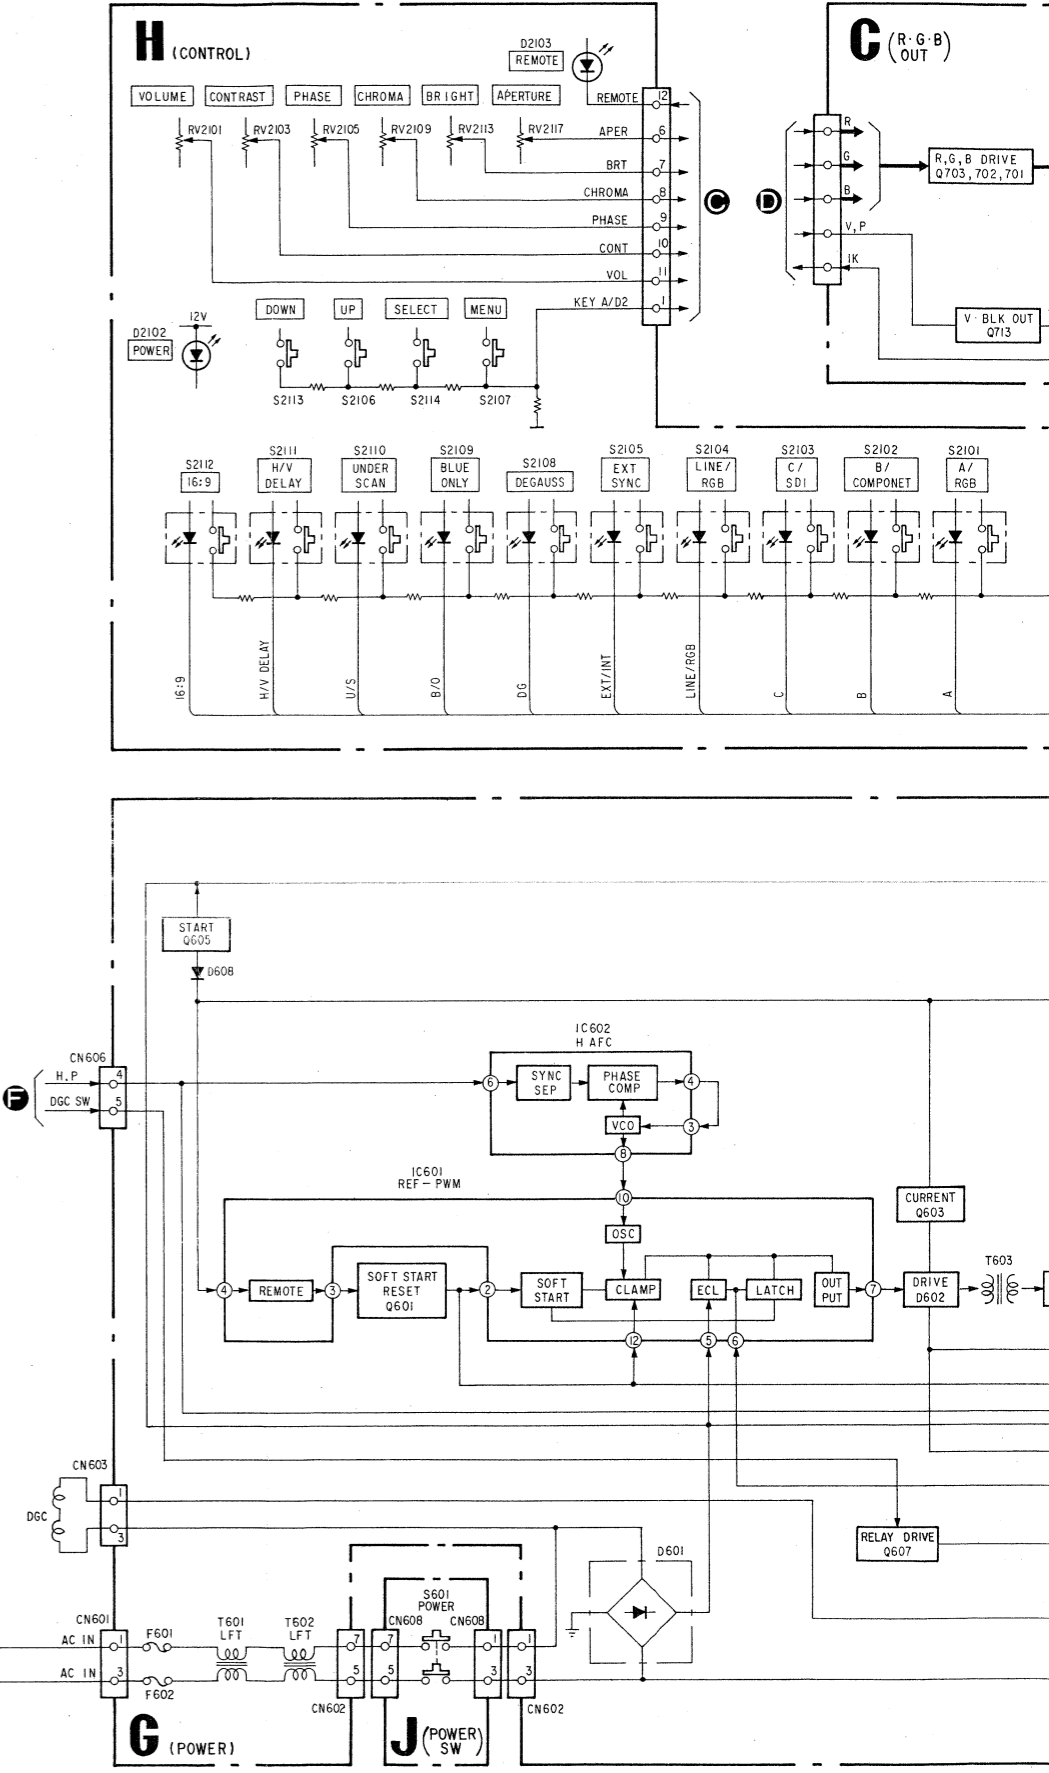 H (CONTROL)
D2103
REMOTE
VOLUME CONTRAST PHASE CHROMA BRIGHT APERTURE
RV2101 RV2103 RV2105 RV2109 RV2113 RV2117
REMOTE 12
APER 6
BRT 7
CHROMA 8
PHASE 9
CONT 10
VOL 11
KEY A/D2 1
C
D
C (R·G·B) OUT
R
G
B
V,P
IK
R,G,B DRIVE
Q703,702,701
V·BLK OUT
Q713
12V
D2102
POWER
DOWN UP SELECT MENU
S2113 S2106 S2114 S2107
S2112
16:9
S2111
H/V
DELAY
S2110
UNDER
SCAN
S2109
BLUE
ONLY
S2108
DEGAUSS
S2105
EXT
SYNC
S2104
LINE/
RGB
S2103
C/
SDI
S2102
B/
COMPONET
S2101
A/
RGB
16:9
H/V DELAY
U/S
B/O
DG
EXT/INT
LINE/RGB
C
B
A
START
Q605
D608
IC602
H AFC
F
CN606
H.P 4
DGC SW 5
6
SYNC
SEP
PHASE
COMP
4
VCO
3
8
IC601
REF-PWM
10
OSC
CURRENT
Q603
T603
4
REMOTE
3
SOFT START
RESET
Q601
2
SOFT
START
CLAMP
ECL
LATCH
OUT
PUT
7
DRIVE
D602
12
5
6
CN603
1
DGC
3
RELAY DRIVE
Q607
D601
S601
POWER
CN601
AC IN 1
F601
T601
LFT
T602
LFT
CN608 CN608
7 7 1 1
AC IN 3
F602
5 5 3 3
CN602
CN602
G (POWER)
J (POWER SW)